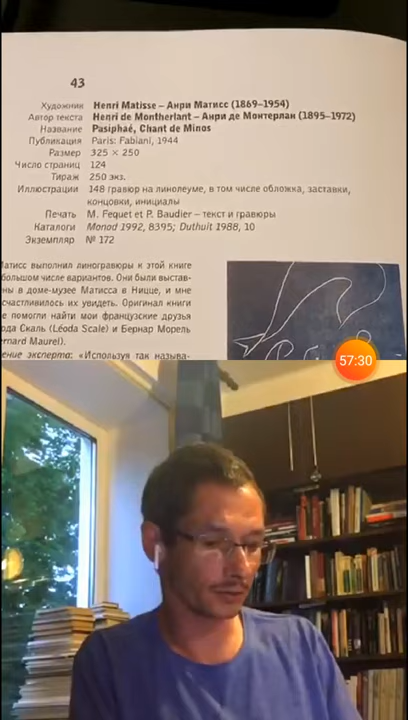 43
Художник Henri Matisse – Анри Матисс (1869–1954)
Автор текста Henri de Montherlant – Анри де Монтерлан (1895–1972)
Название Pasiphaé, Chant de Minos
Публикация Paris: Fabiani, 1944
Размер 325 × 250
Число страниц 124
Тираж 250 экз.
Иллюстрации 148 гравюр на линолеуме, в том числе обложка, заставки,
концовки, инициалы
Печать M. Fequet et P. Baudier – текст и гравюры
Каталоги Monod 1992, 8395; Duthuit 1988, 10
Экземпляр № 172
Матисс выполнил линогравюры к этой книге
большом числе вариантов. Они были выстав-
ны в доме-музее Матисса в Ницце, и мне
счастливилось их увидеть. Оригинал книги
е помогли найти мои французские друзья
ода Скаль (Léoda Scale) и Бернар Морель
ernard Maurel).
ение эксперта: «Используя так называ-
57:30